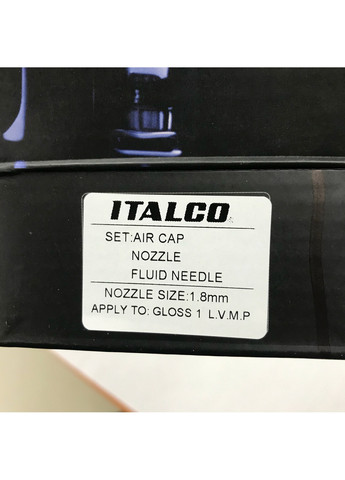 ITALCO
SET:AIR CAP
NOZZLE
FLUID NEEDLE
NOZZLE SIZE:1.8mm
APPLY TO: GLOSS 1 L.V.M.P